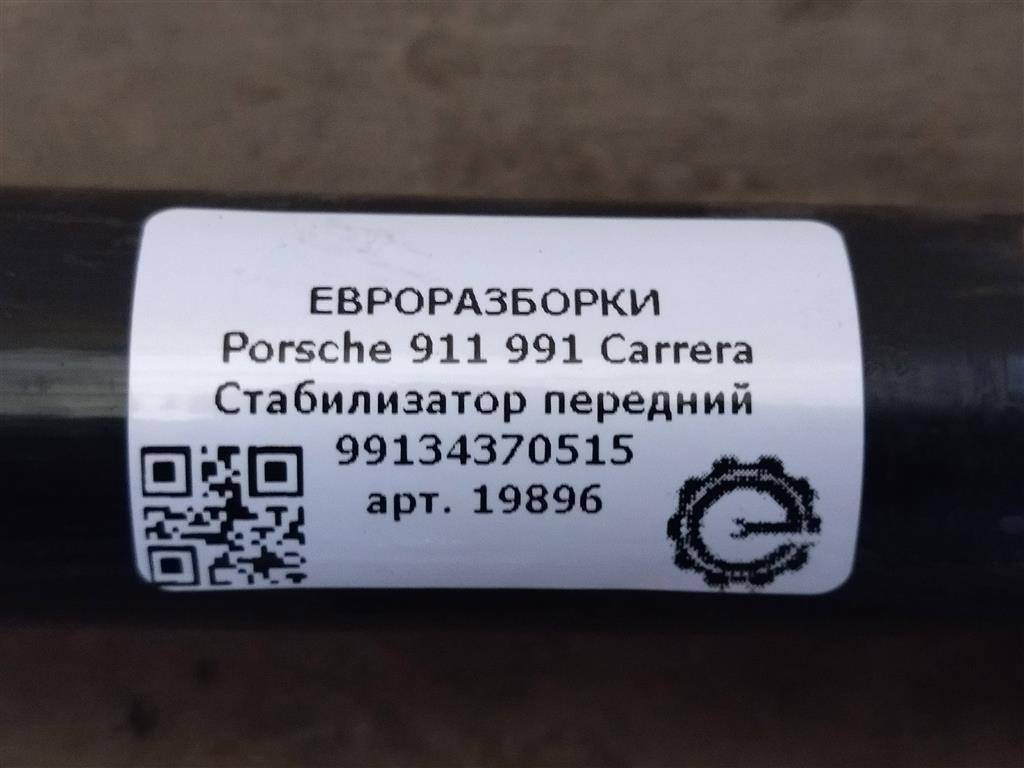 ЕВРОРАЗБОРКИ
Porsche 911 991 Carrera
Стабилизатор передний
99134370515
арт. 19896